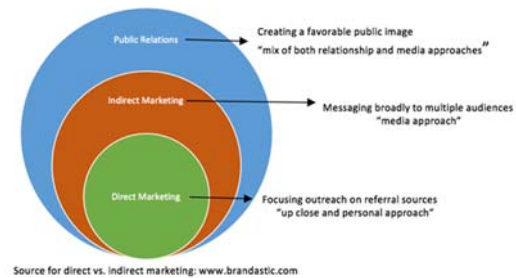 Public Relations
Creating a favorable public image
“mix of both relationship and media approaches”
Indirect Marketing
Messaging broadly to multiple audiences
“media approach”
Direct Marketing
Focusing outreach on referral sources
“up close and personal approach”
Source for direct vs. indirect marketing: www.brandastic.com